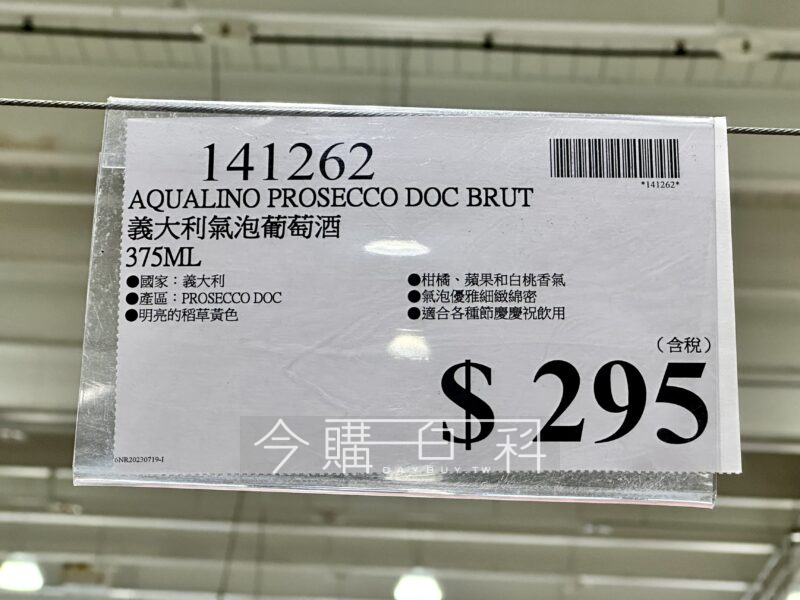 141262
*141262*
AQUALINO PROSECCO DOC BRUT
義大利氣泡葡萄酒
375ML
●國家：義大利
●產區：PROSECCO DOC
●明亮的稻草黃色
●柑橘、蘋果和白桃香氣
●氣泡優雅細緻綿密
●適合各種節慶慶祝飲用
（含稅）
$ 295
今購百科
DAYBUY.TW
6NR20230719-1